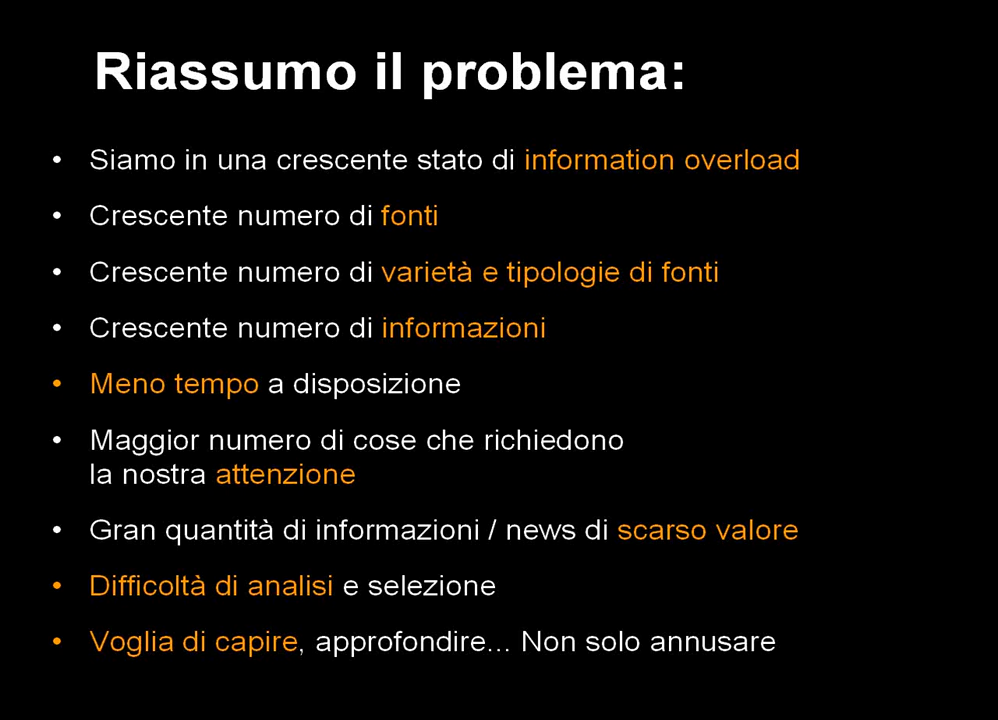 Riassumo il problema:
• Siamo in una crescente stato di information overload
• Crescente numero di fonti
• Crescente numero di varietà e tipologie di fonti
• Crescente numero di informazioni
• Meno tempo a disposizione
• Maggior numero di cose che richiedono
la nostra attenzione
• Gran quantità di informazioni / news di scarso valore
• Difficoltà di analisi e selezione
• Voglia di capire, approfondire... Non solo annusare